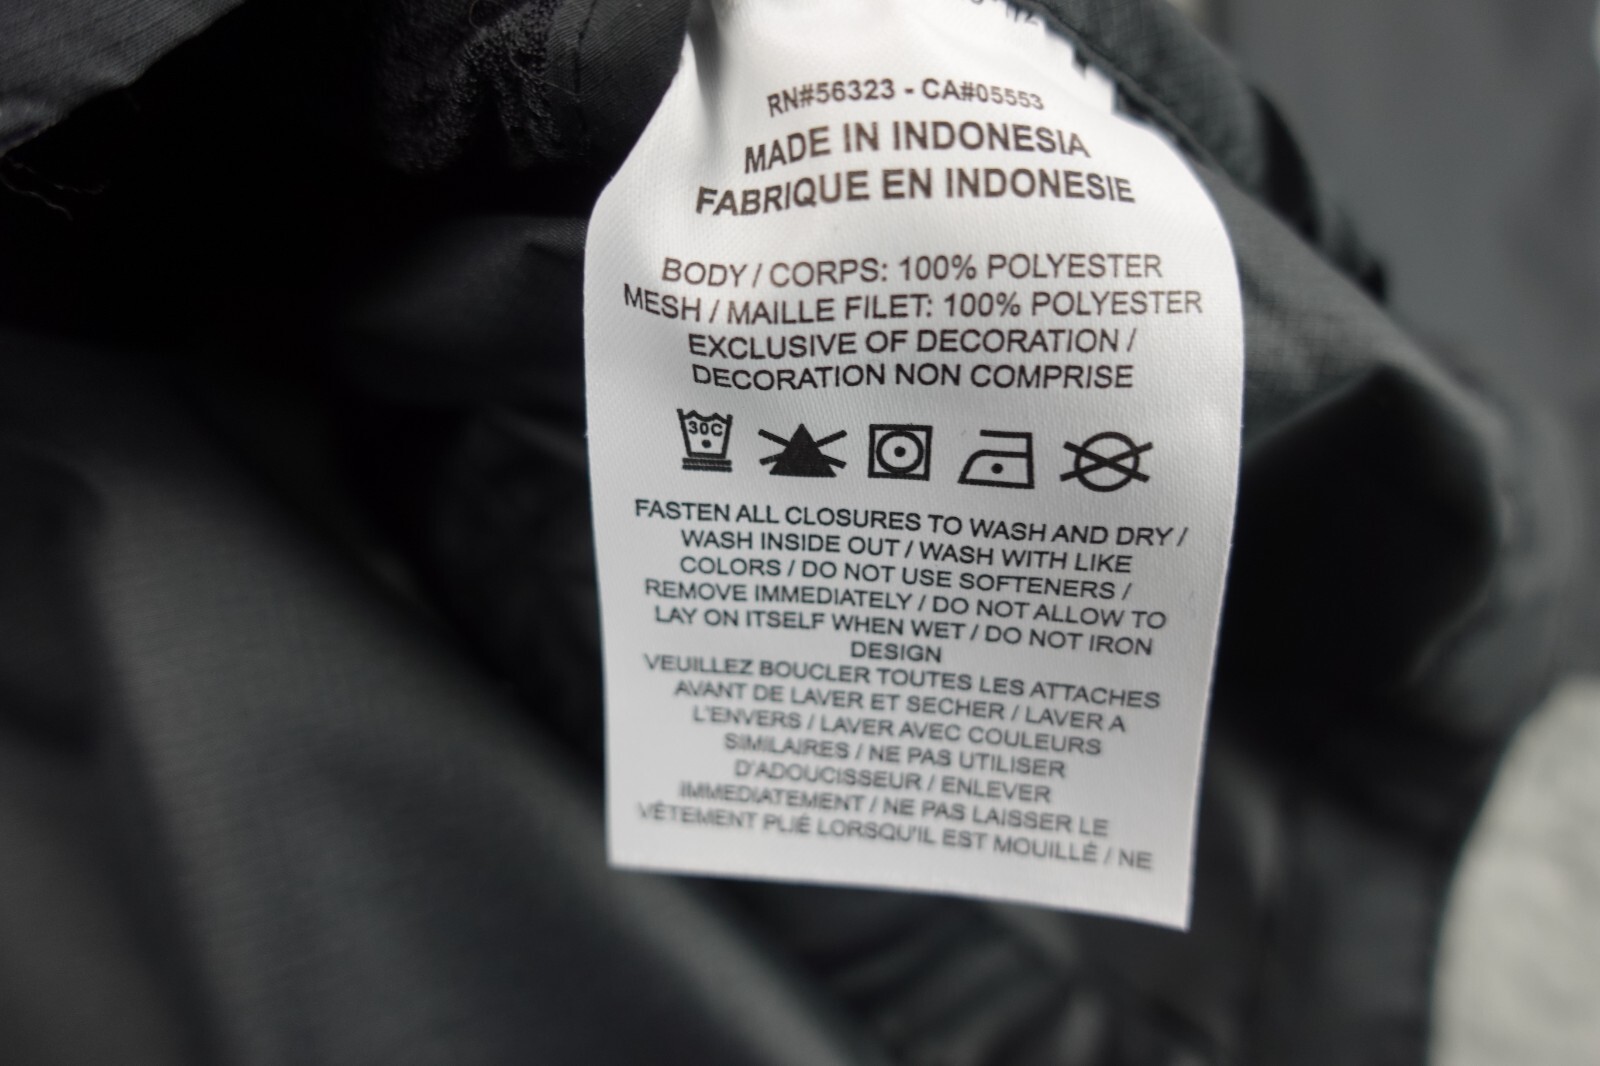 RN#56323 - CA#05553
MADE IN INDONESIA
FABRIQUE EN INDONESIE
BODY / CORPS: 100% POLYESTER
MESH / MAILLE FILET: 100% POLYESTER
EXCLUSIVE OF DECORATION /
DECORATION NON COMPRISE
30C
FASTEN ALL CLOSURES TO WASH AND DRY /
WASH INSIDE OUT / WASH WITH LIKE
COLORS / DO NOT USE SOFTENERS /
REMOVE IMMEDIATELY / DO NOT ALLOW TO
LAY ON ITSELF WHEN WET / DO NOT IRON
DESIGN
VEUILLEZ BOUCLER TOUTES LES ATTACHES
AVANT DE LAVER ET SECHER / LAVER A
L'ENVERS / LAVER AVEC COULEURS
SIMILAIRES / NE PAS UTILISER
D'ADOUCISSEUR / ENLEVER
IMMEDIATEMENT / NE PAS LAISSER LE
VÊTEMENT PLIÉ LORSQU'IL EST MOUILLÉ / NE